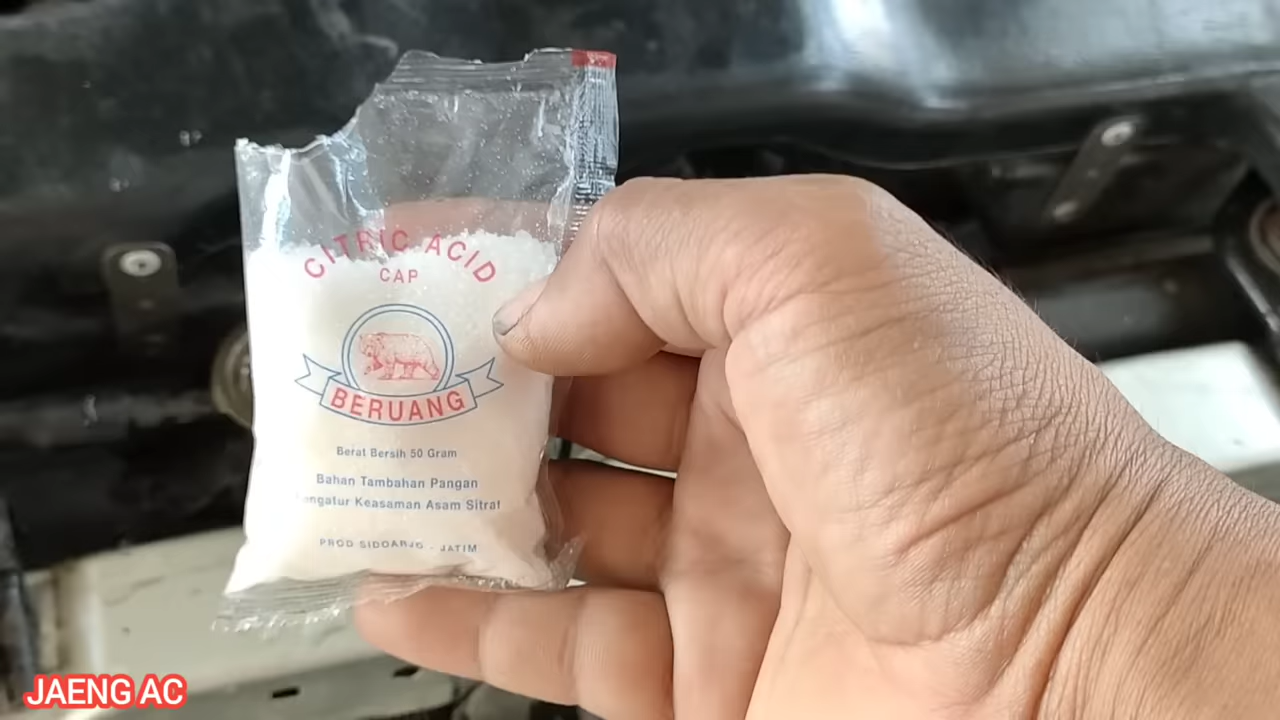 CITRIC ACID
CAP
BERUANG
Berat Bersih 50 Gram
Bahan Tambahan Pangan
Pengatur Keasaman Asam Sitrat
PROD SIDOARJO - JATIM
JAENG AC